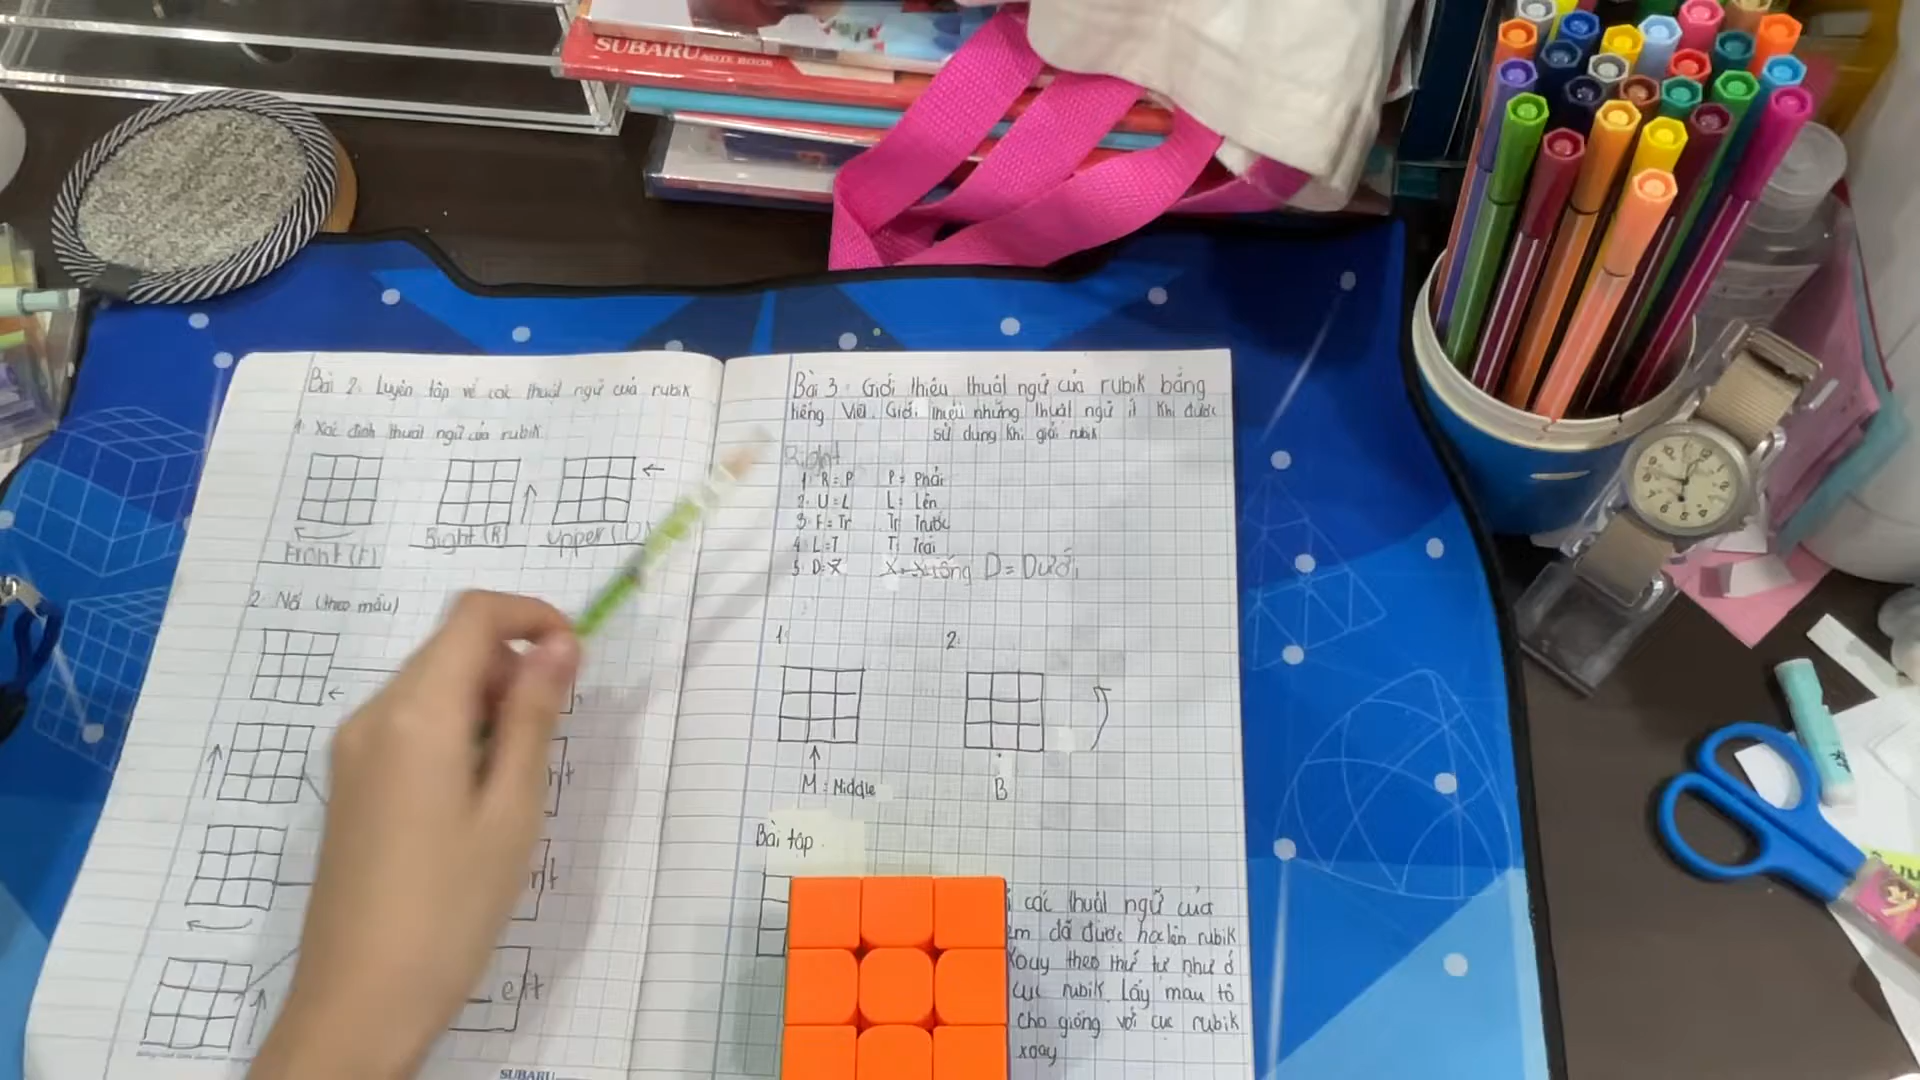 SUBARU NOTE BOOK
Bài 2. Luyện tập về các thuật ngữ của rubik
1. Xác định thuật ngữ của rubik
Front (F)
Right (R)
Upper (U)
2. Nối (theo mẫu)
SUBARU
Bài 3. Giới thiệu thuật ngữ của rubik bằng
tiếng Việt. Giới thiệu những thuật ngữ ít khi được
sử dụng khi giải rubik
Right
1. R = P P = Phải
2. U = L L = Lên
3. F = Tr Tr Trước
4. L = T T Trái
5. D = X X = Xuống D = Dưới
1:
2:
M : Middle
B
Bài tập
các thuật ngữ của
em đã được học lên rubik
Xoay theo thứ tự như ở
cục rubik. Lấy màu tô
cho giống với cục rubik
xoay